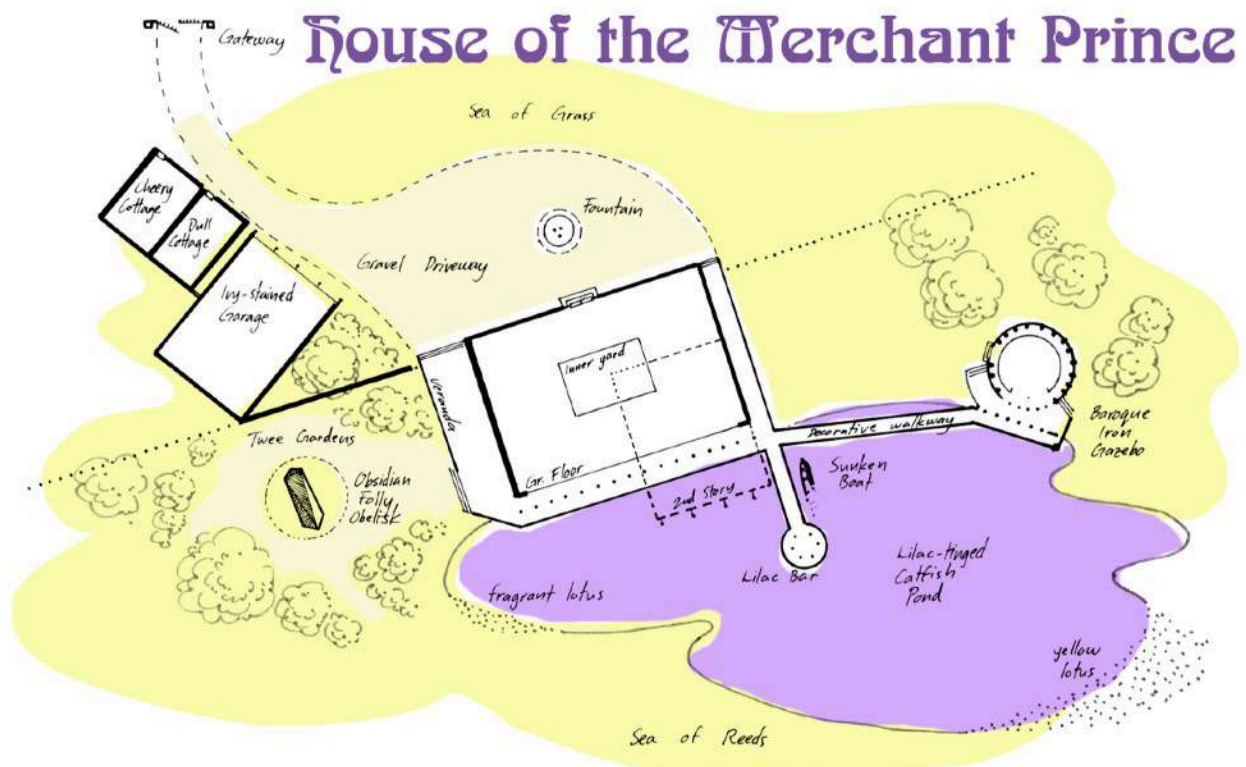 House of the Merchant Prince
Gateway
Sea of Grass
Cheery
Cottage
Dull
Cottage
Fountain
Gravel Driveway
Ivy-stained
Garage
Inner yard
Veranda
Decorative walkway
Baroque
Iron
Gazebo
Twee Gardens
Gr. Floor
Sunken
Boat
Obsidian
Folly
Obelisk
2nd Story
Lilac Bar
Lilac-tinged
Catfish
Pond
fragrant lotus
yellow
lotus
Sea of Reeds